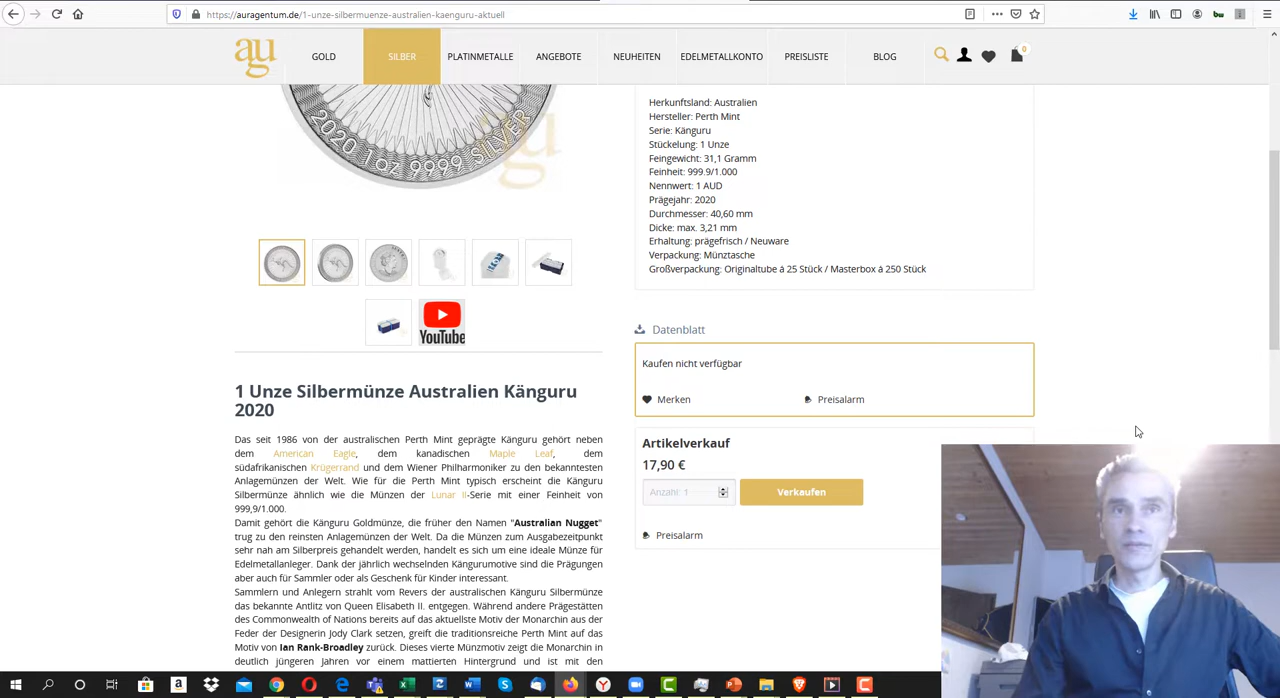 https://auragentum.de/1-unze-silbermuenze-australien-kaenguru-aktuell
au
GOLD
SILBER
PLATINMETALLE
ANGEBOTE
NEUHEITEN
EDELMETALLKONTO
PREISLISTE
BLOG
0
2020 1oz 9999 SILVER
au
Herkunftsland: Australien
Hersteller: Perth Mint
Serie: Känguru
Stückelung: 1 Unze
Feingewicht: 31,1 Gramm
Feinheit: 999.9/1.000
Nennwert: 1 AUD
Prägejahr: 2020
Durchmesser: 40,60 mm
Dicke: max. 3,21 mm
Erhaltung: prägefrisch / Neuware
Verpackung: Münztasche
Großverpackung: Originaltube á 25 Stück / Masterbox á 250 Stück
YouTube
Datenblatt
Kaufen nicht verfügbar
Merken
Preisalarm
Artikelverkauf
17,90 €
Anzahl: 1
Verkaufen
Preisalarm
1 Unze Silbermünze Australien Känguru
2020
Das seit 1986 von der australischen Perth Mint geprägte Känguru gehört neben
dem American Eagle, dem kanadischen Maple Leaf, dem
südafrikanischen Krügerrand und dem Wiener Philharmoniker zu den bekanntesten
Anlagemünzen der Welt. Wie für die Perth Mint typisch erscheint die Känguru
Silbermünze ähnlich wie die Münzen der Lunar II-Serie mit einer Feinheit von
999,9/1.000.
Damit gehört die Känguru Goldmünze, die früher den Namen "Australian Nugget"
trug zu den reinsten Anlagemünzen der Welt. Da die Münzen zum Ausgabezeitpunkt
sehr nah am Silberpreis gehandelt werden, handelt es sich um eine ideale Münze für
Edelmetallanleger. Dank der jährlich wechselnden Kängurumotive sind die Prägungen
aber auch für Sammler oder als Geschenk für Kinder interessant.
Sammlern und Anlegern strahlt vom Revers der australischen Känguru Silbermünze
das bekannte Antlitz von Queen Elisabeth II. entgegen. Während andere Prägestätten
des Commonwealth of Nations bereits auf das aktuellste Motiv der Monarchin aus der
Feder der Designerin Jody Clark setzen, greift die traditionsreiche Perth Mint auf das
Motiv von Ian Rank-Broadley zurück. Dieses vierte Münzmotiv zeigt die Monarchin in
deutlich jüngeren Jahren vor einem mattierten Hintergrund und ist mit den